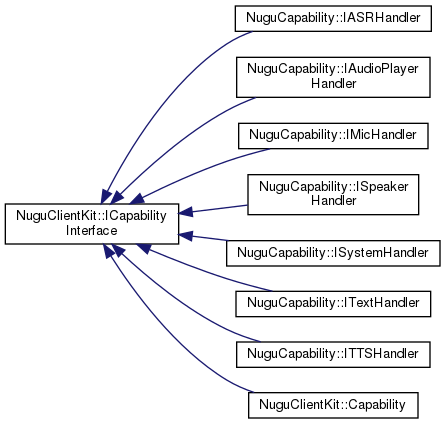 NuguCapability::IASRHandler
NuguCapability::IAudioPlayer
Handler
NuguCapability::IMicHandler
NuguCapability::ISpeaker
Handler
NuguClientKit::ICapability
Interface
NuguCapability::ISystemHandler
NuguCapability::ITextHandler
NuguCapability::ITTSHandler
NuguClientKit::Capability